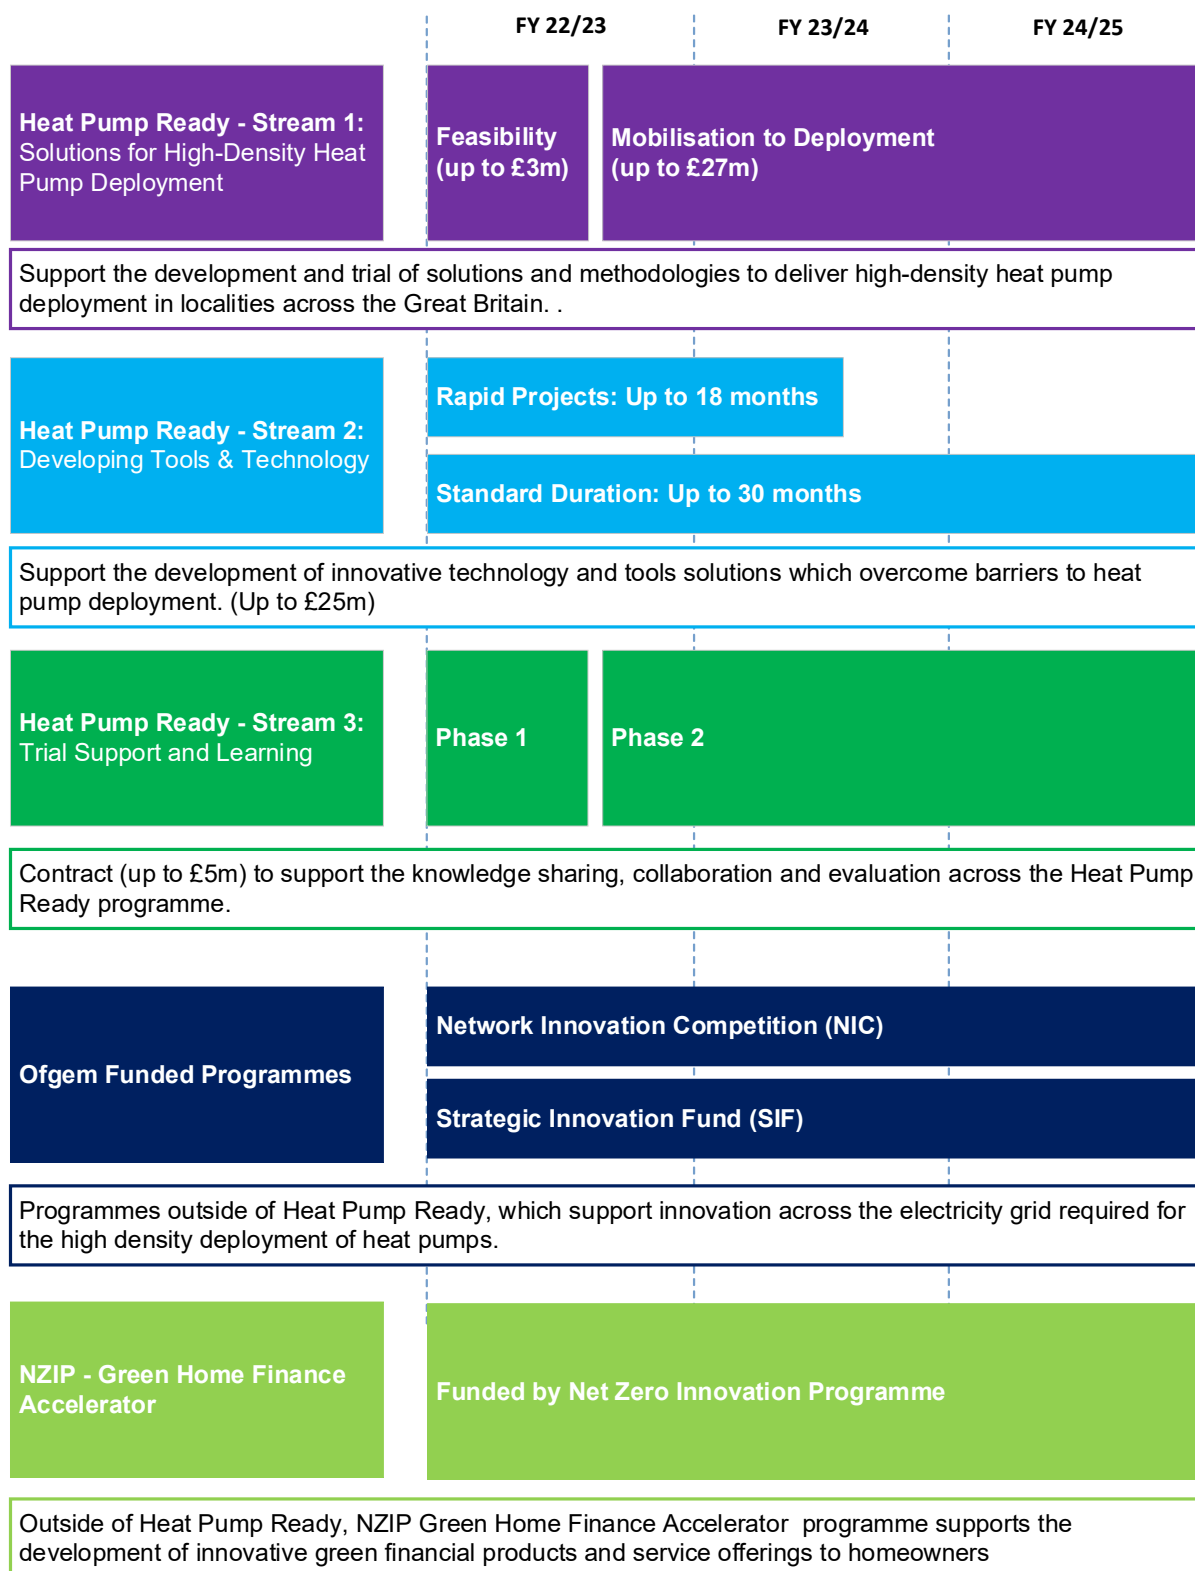 FY 22/23
FY 23/24
FY 24/25
Heat Pump Ready - Stream 1:
Solutions for High-Density Heat
Pump Deployment
Feasibility
(up to £3m)
Mobilisation to Deployment
(up to £27m)
Support the development and trial of solutions and methodologies to deliver high-density heat pump
deployment in localities across the Great Britain. .
Heat Pump Ready - Stream 2:
Developing Tools & Technology
Rapid Projects: Up to 18 months
Standard Duration: Up to 30 months
Support the development of innovative technology and tools solutions which overcome barriers to heat
pump deployment. (Up to £25m)
Heat Pump Ready - Stream 3:
Trial Support and Learning
Phase 1
Phase 2
Contract (up to £5m) to support the knowledge sharing, collaboration and evaluation across the Heat Pump
Ready programme.
Ofgem Funded Programmes
Network Innovation Competition (NIC)
Strategic Innovation Fund (SIF)
Programmes outside of Heat Pump Ready, which support innovation across the electricity grid required for
the high density deployment of heat pumps.
NZIP - Green Home Finance
Accelerator
Funded by Net Zero Innovation Programme
Outside of Heat Pump Ready, NZIP Green Home Finance Accelerator  programme supports the
development of innovative green financial products and service offerings to homeowners